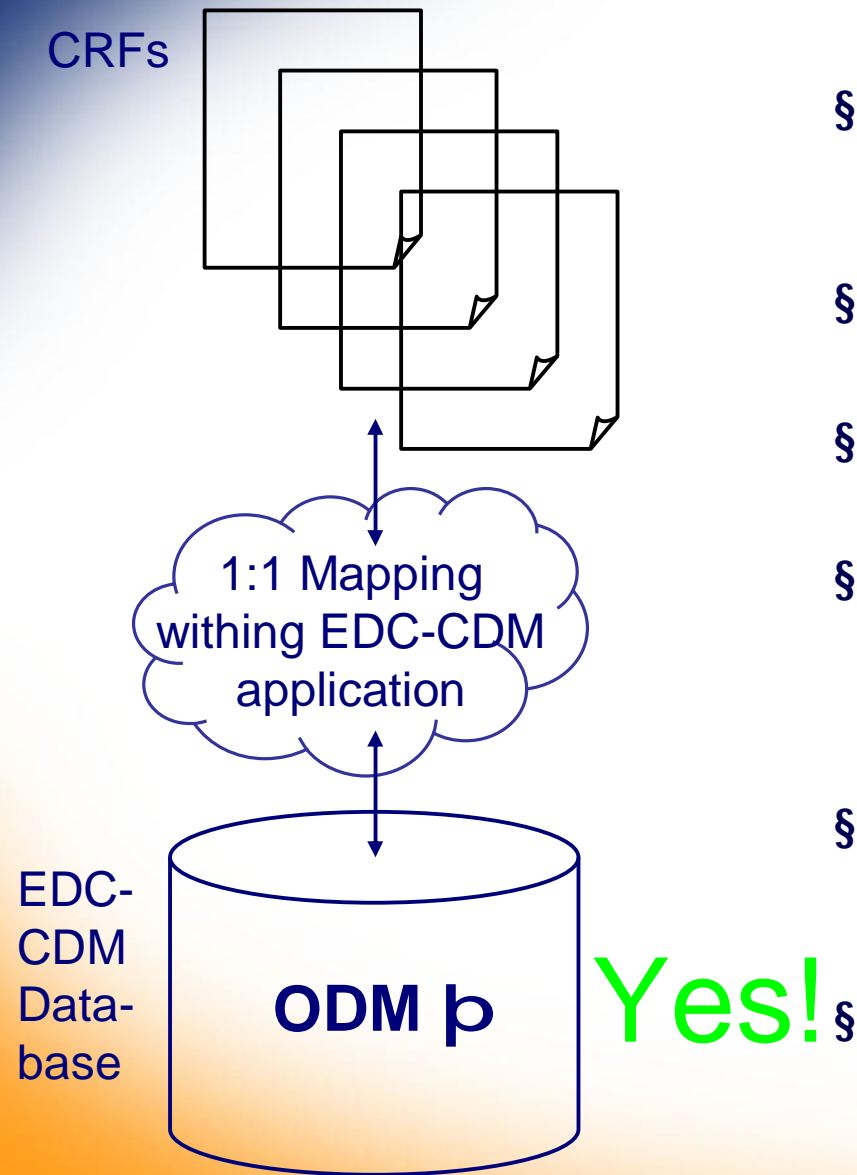 CRFs
§
§
§
§
1:1 Mapping
withing EDC-CDM
application
§
EDC-
CDM
Data-
base
ODM þ
Yes!
§